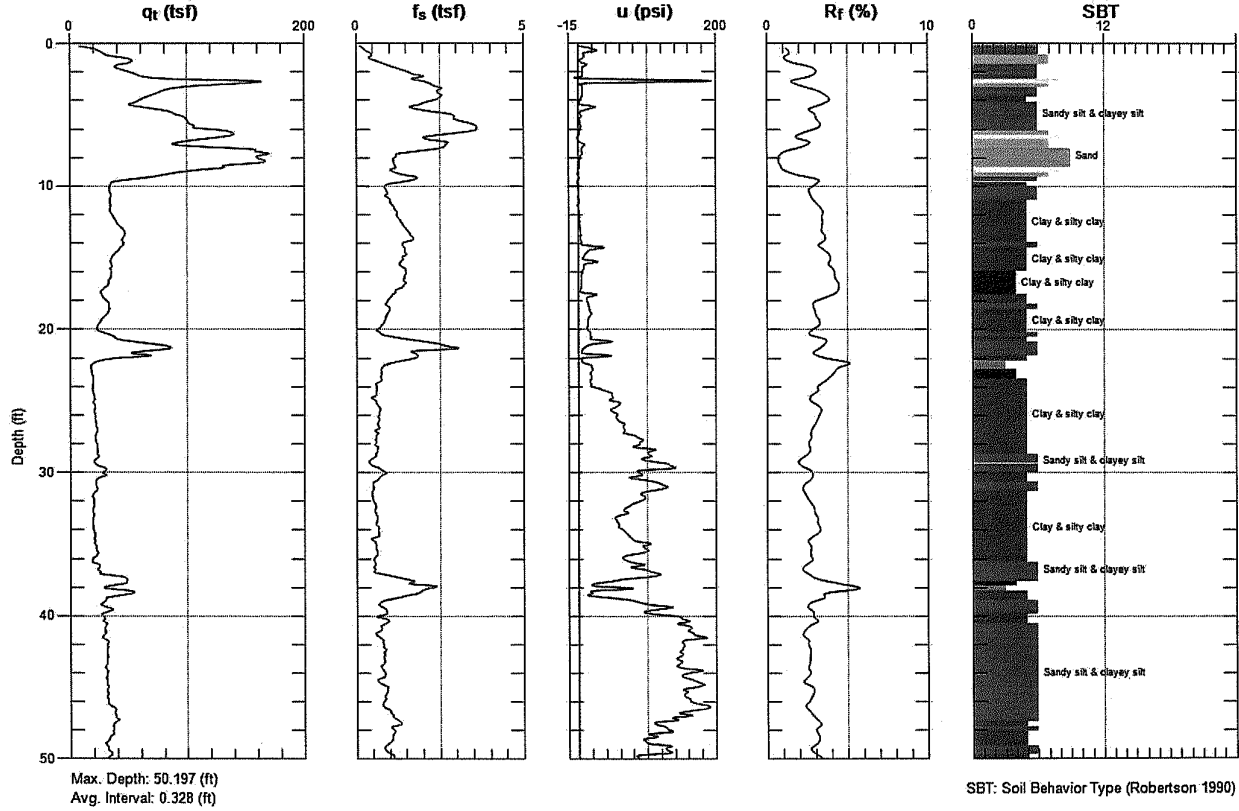 qt (tsf) fs (tsf) u (psi) Rf (%) SBT
0 200 0 5 -15 200 0 10 0 12
0
10
20
30
40
50
Depth (ft)
Sandy silt & clayey silt
Sand
Clay & silty clay
Clay & silty clay
Clay & silty clay
Clay & silty clay
Clay & silty clay
Sandy silt & clayey silt
Clay & silty clay
Sandy silt & clayey silt
Sandy silt & clayey silt
Max. Depth: 50.197 (ft)
Avg. Interval: 0.328 (ft)
SBT: Soil Behavior Type (Robertson 1990)